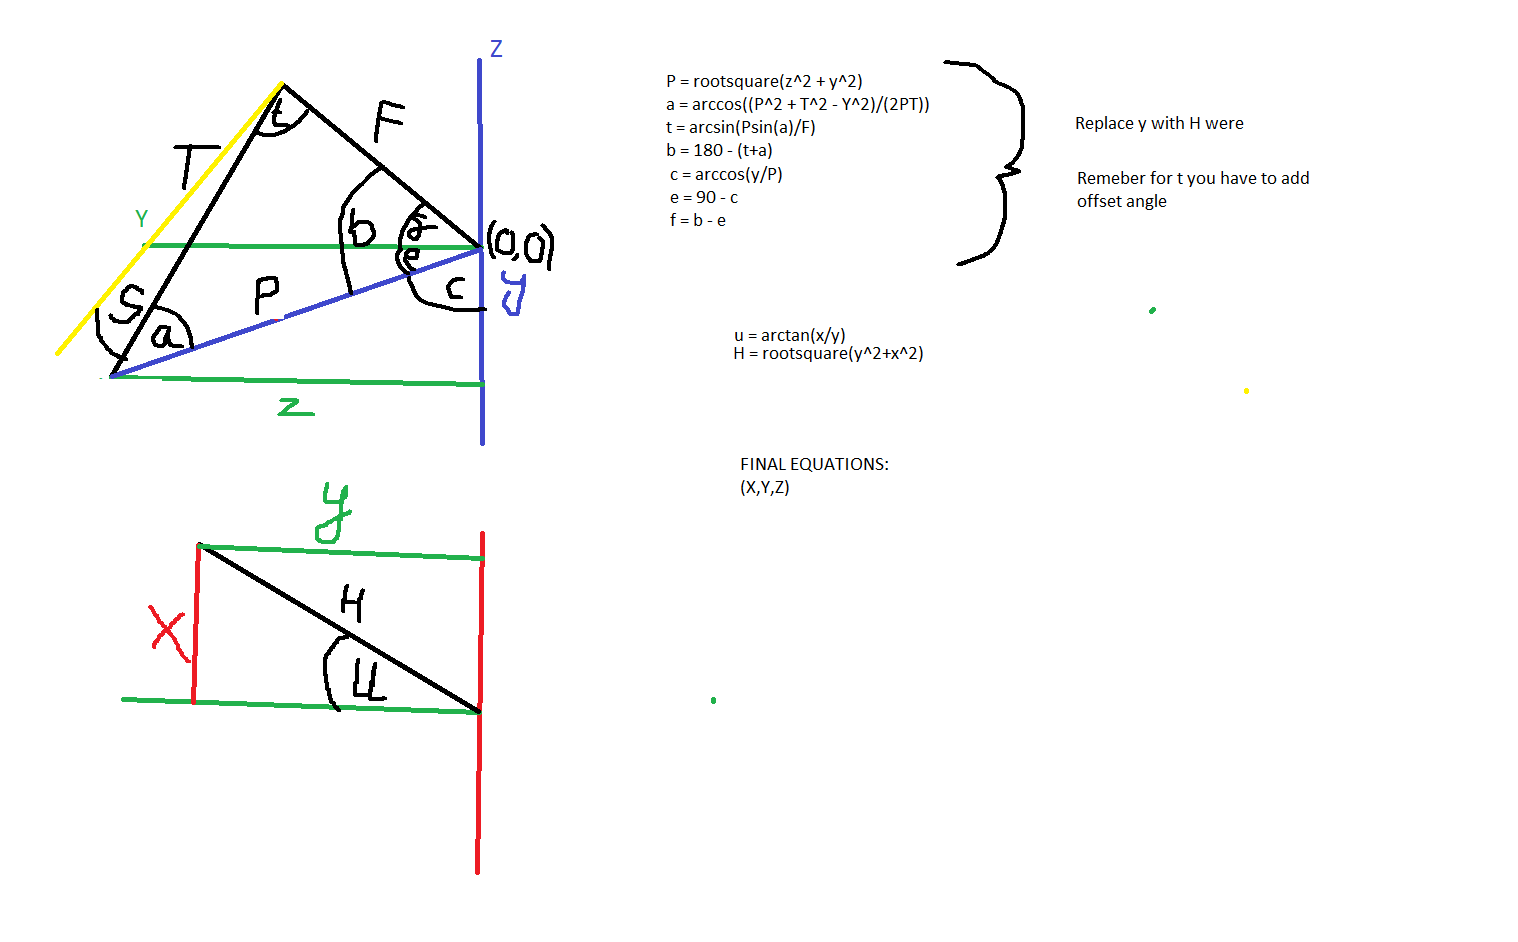 Z
t
F
T
Y
b
f
e
(0,0)
P
c
y
G
a
z
P = rootsquare(z^2 + y^2)
a = arccos((P^2 + T^2 - Y^2)/(2PT))
t = arcsin(Psin(a)/F)
b = 180 - (t+a)
c = arccos(y/P)
e = 90 - c
f = b - e
Replace y with H were
Remeber for t you have to add
offset angle
u = arctan(x/y)
H = rootsquare(y^2+x^2)
FINAL EQUATIONS:
(X,Y,Z)
y
H
X
u